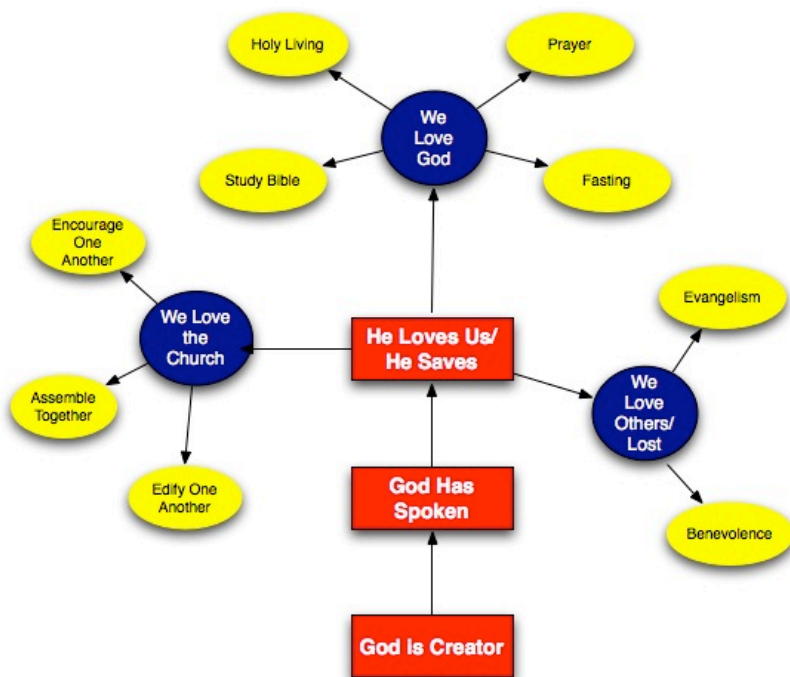 Holy Living
Prayer
We
Love
God
Study Bible
Fasting
Encourage
One
Another
We Love
the
Church
He Loves Us/
He Saves
Evangelism
We
Love
Others/
Lost
Assemble
Together
Edify One
Another
God Has
Spoken
Benevolence
God Is Creator